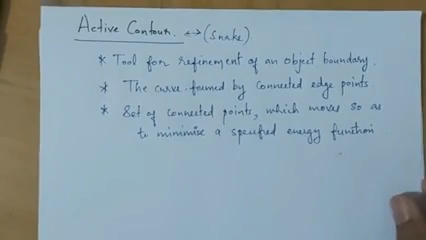 Active Contour. ↔ (Snake)
* Tool for refinement of an object boundary.
* The curve formed by connected edge points
* Set of connected points, which moves so as
to minimise a specified energy function